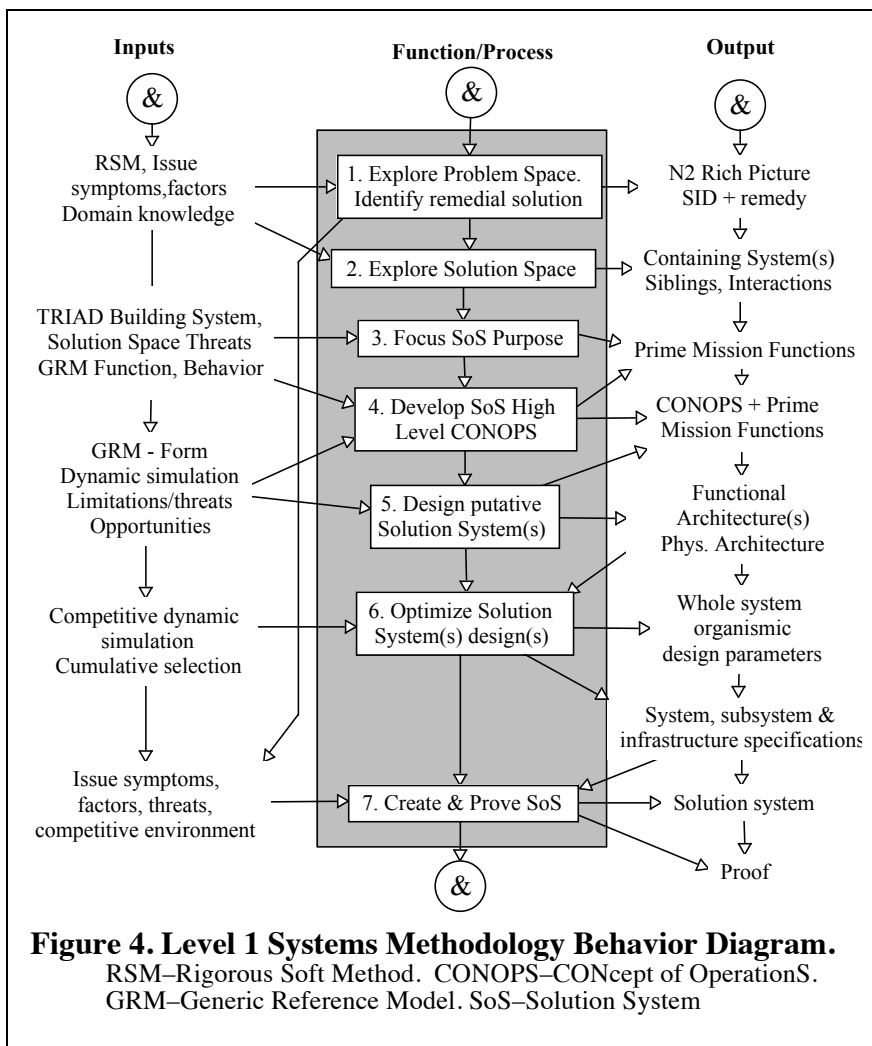 Inputs
Function/Process
Output
&
&
&
RSM, Issue
symptoms,factors
Domain knowledge
1. Explore Problem Space.
Identify remedial solution
N2 Rich Picture
SID + remedy
2. Explore Solution Space
Containing System(s)
Siblings, Interactions
TRIAD Building System,
Solution Space Threats
GRM Function, Behavior
3. Focus SoS Purpose
Prime Mission Functions
4. Develop SoS High
Level CONOPS
CONOPS + Prime
Mission Functions
GRM - Form
Dynamic simulation
Limitations/threats
Opportunities
5. Design putative
Solution System(s)
Functional
Architecture(s)
Phys. Architecture
Competitive dynamic
simulation
Cumulative selection
6. Optimize Solution
System(s) design(s)
Whole system
organismic
design parameters
System, subsystem &
infrastructure specifications
Issue symptoms,
factors, threats,
competitive environment
7. Create & Prove SoS
Solution system
Proof
&
Figure 4. Level 1 Systems Methodology Behavior Diagram.
RSM–Rigorous Soft Method. CONOPS–CONcept of OperationS.
GRM–Generic Reference Model. SoS–Solution System